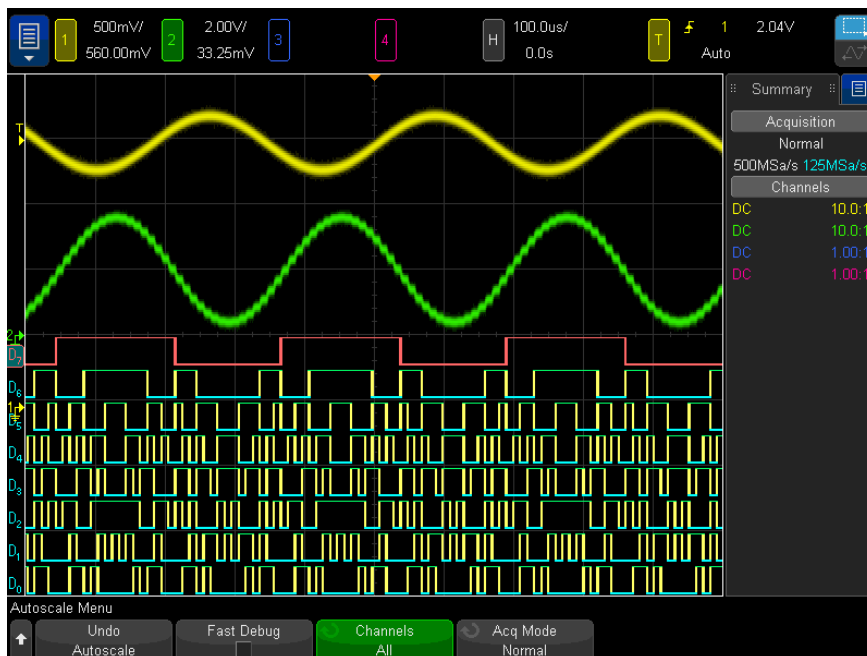 1 500mV/ 2 2.00V/ 3 4 H 100.0us/ T 1 2.04V
560.00mV 33.25mV 0.0s Auto
Summary
Acquisition
Normal
500MSa/s 125MSa/s
Channels
DC 10.0:1
DC 10.0:1
DC 1.00:1
DC 1.00:1
T
2
D7
D6
1
D5
D4
D3
D2
D1
D0
Autoscale Menu
Undo Autoscale
Fast Debug
Channels All
Acq Mode Normal